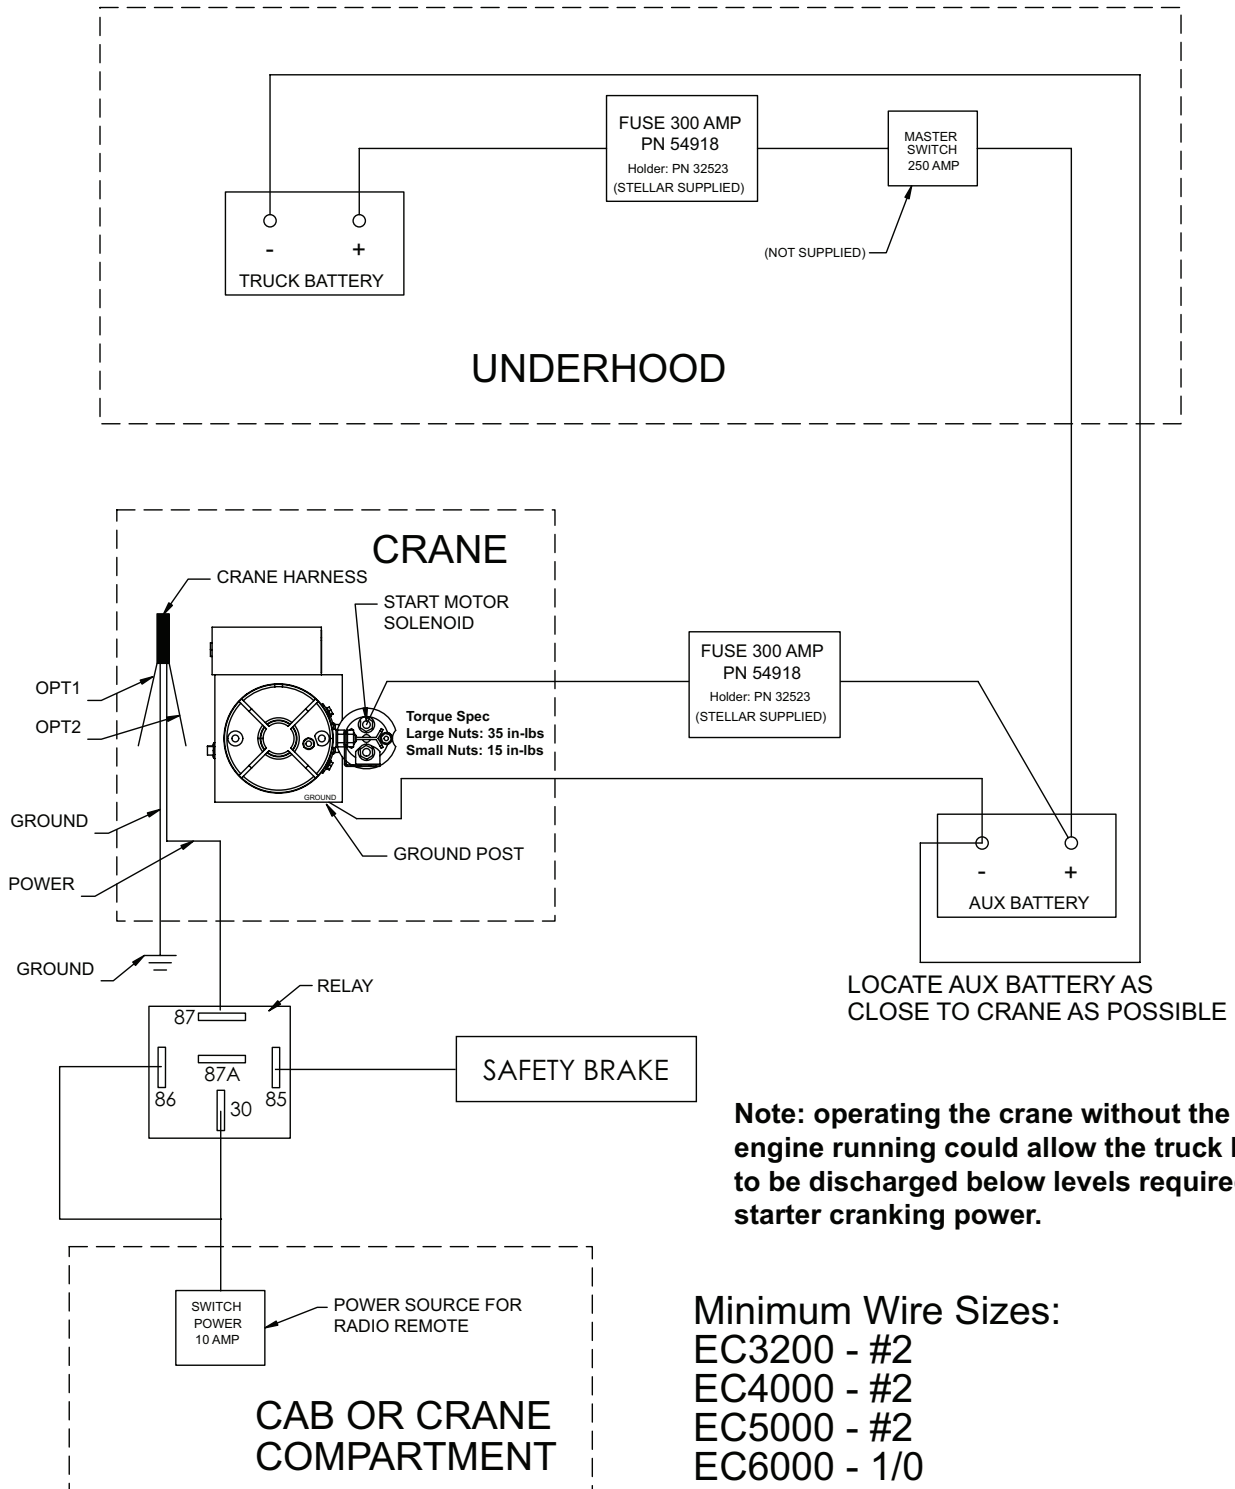 FUSE 300 AMP
PN 54918
Holder: PN 32523
(STELLAR SUPPLIED)
MASTER
SWITCH
250 AMP
(NOT SUPPLIED)
- +
TRUCK BATTERY
UNDERHOOD
CRANE
CRANE HARNESS
START MOTOR
SOLENOID
OPT1
OPT2
Torque Spec
Large Nuts: 35 in-lbs
Small Nuts: 15 in-lbs
FUSE 300 AMP
PN 54918
Holder: PN 32523
(STELLAR SUPPLIED)
GROUND
GROUND
GROUND POST
POWER
- +
AUX BATTERY
GROUND
LOCATE AUX BATTERY AS
CLOSE TO CRANE AS POSSIBLE
RELAY
87
87A
86
85
30
SAFETY BRAKE
Note: operating the crane without the
engine running could allow the truck
to be discharged below levels require
starter cranking power.
SWITCH
POWER
10 AMP
POWER SOURCE FOR
RADIO REMOTE
CAB OR CRANE
COMPARTMENT
Minimum Wire Sizes:
EC3200 - #2
EC4000 - #2
EC5000 - #2
EC6000 - 1/0